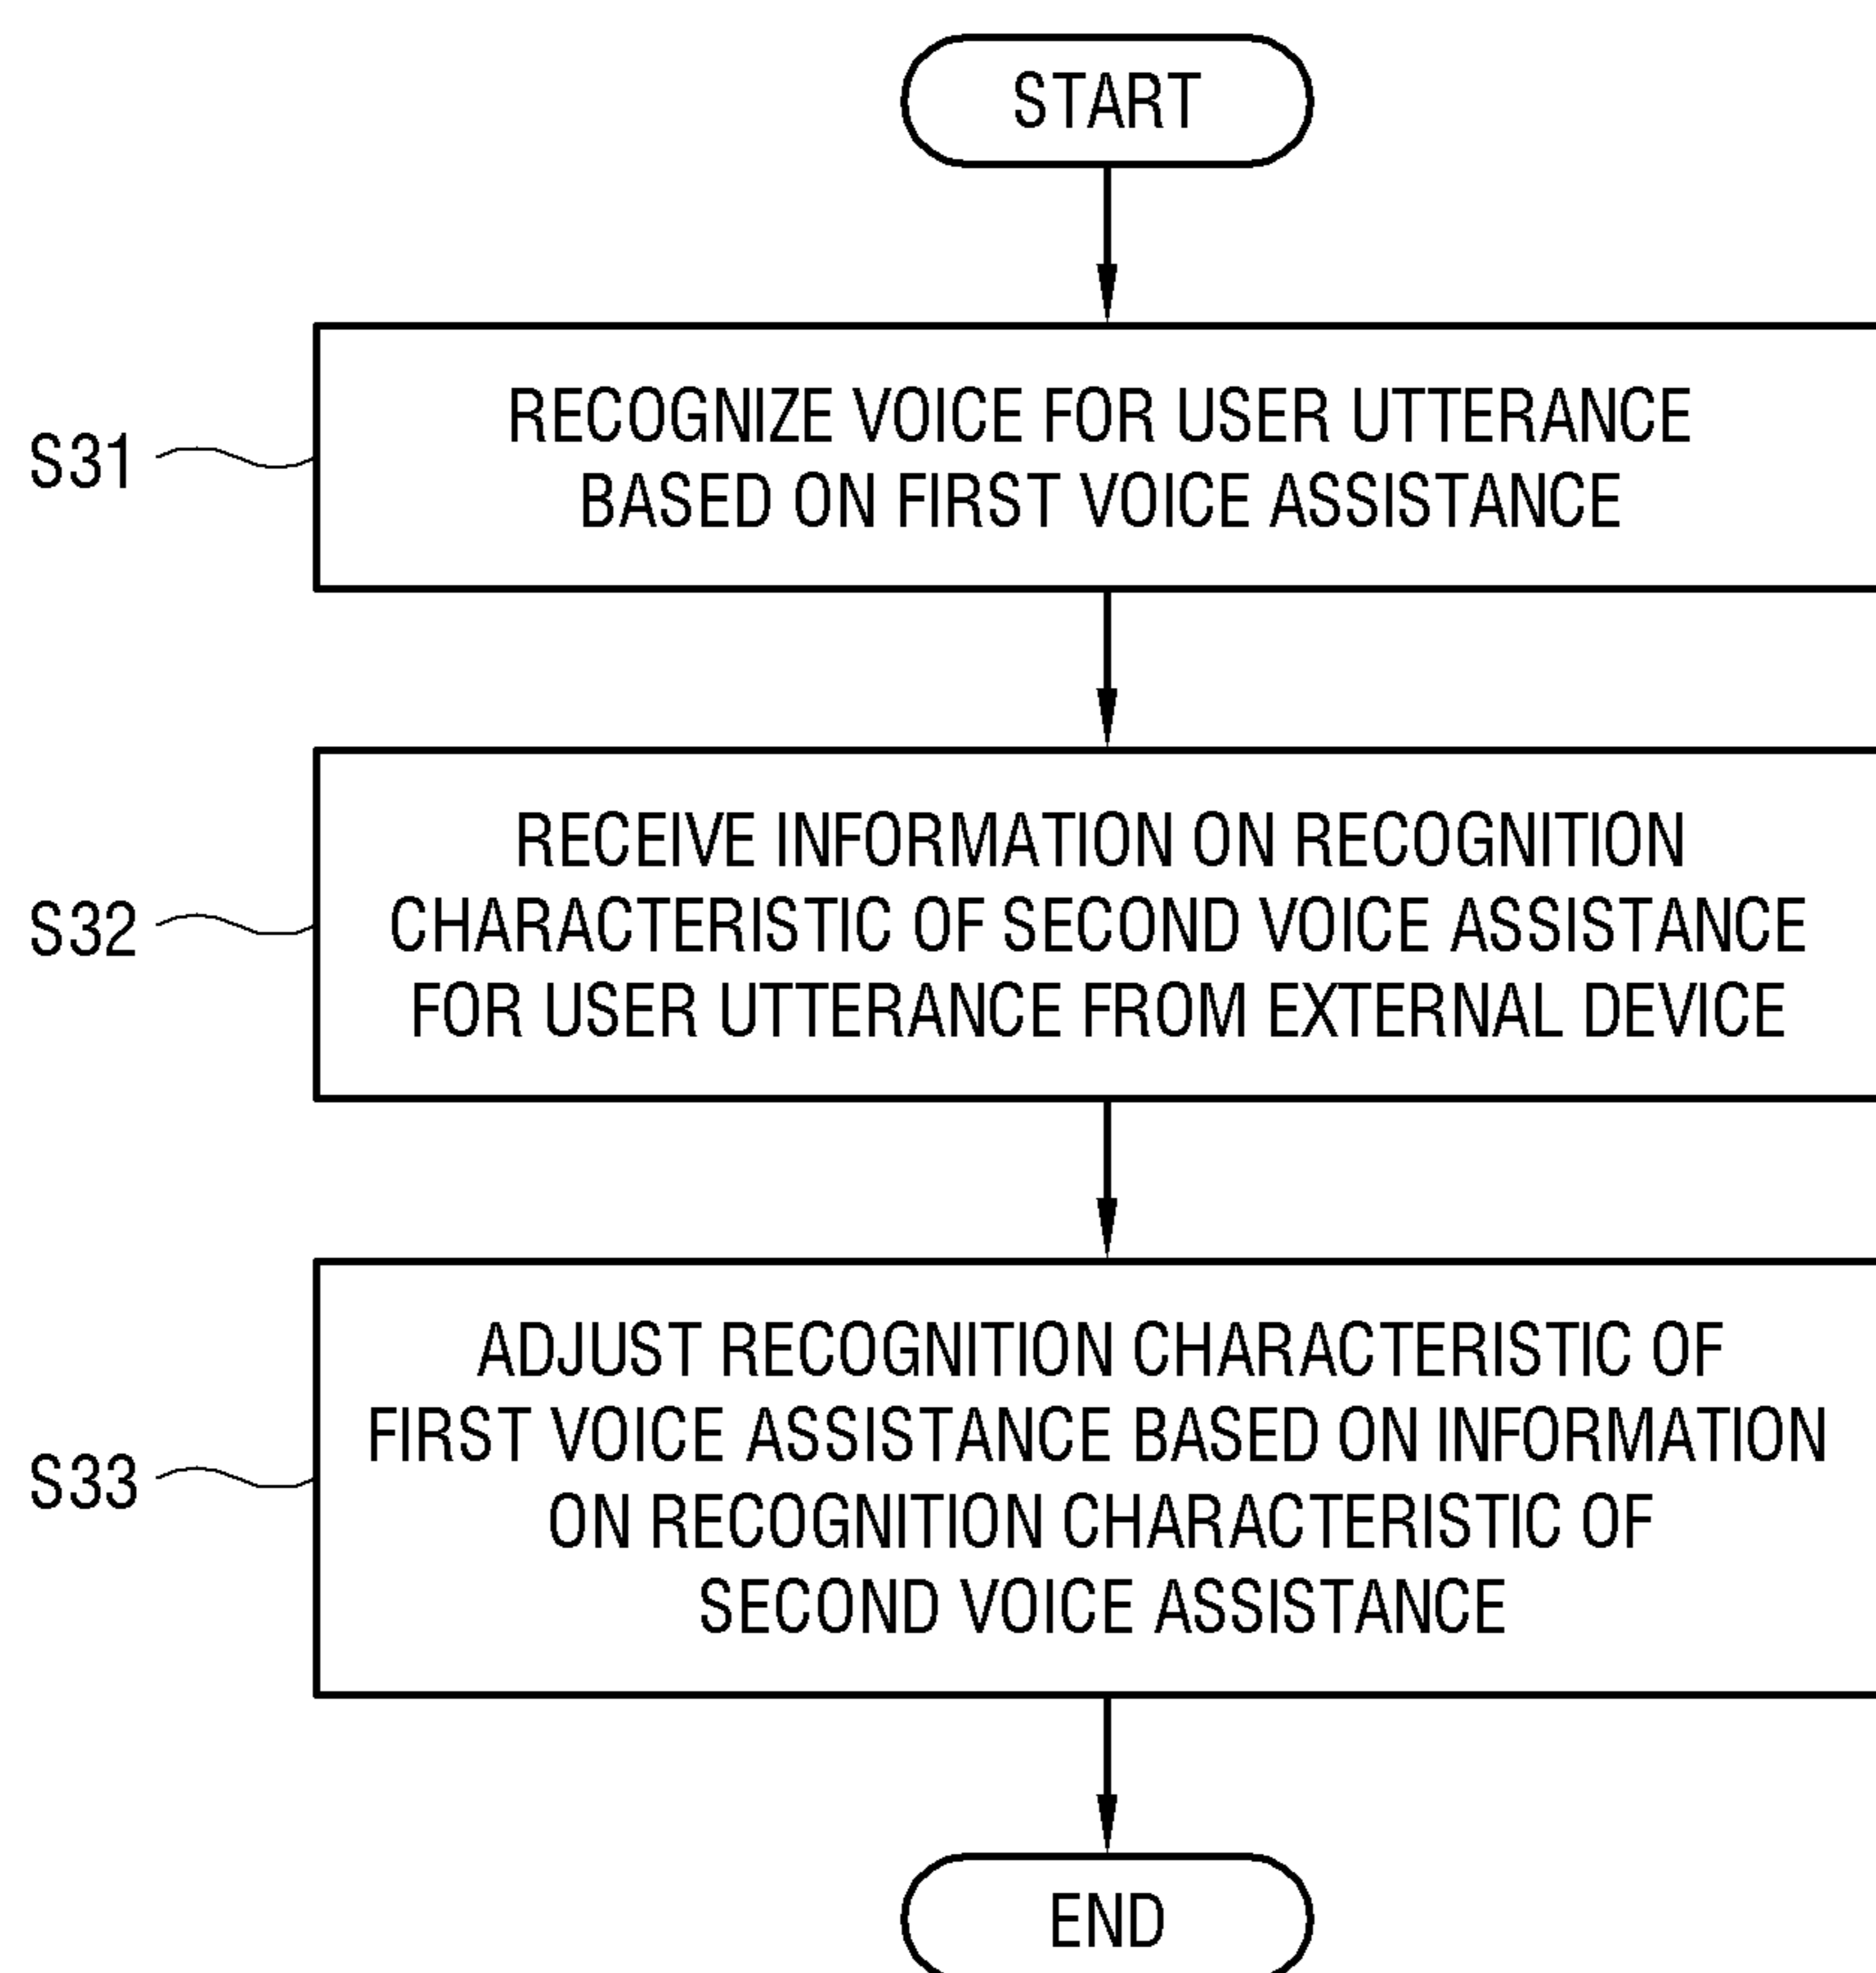 START
S31
RECOGNIZE VOICE FOR USER UTTERANCE
BASED ON FIRST VOICE ASSISTANCE
S32
RECEIVE INFORMATION ON RECOGNITION
CHARACTERISTIC OF SECOND VOICE ASSISTANCE
FOR USER UTTERANCE FROM EXTERNAL DEVICE
S33
ADJUST RECOGNITION CHARACTERISTIC OF
FIRST VOICE ASSISTANCE BASED ON INFORMATION
ON RECOGNITION CHARACTERISTIC OF
SECOND VOICE ASSISTANCE
END